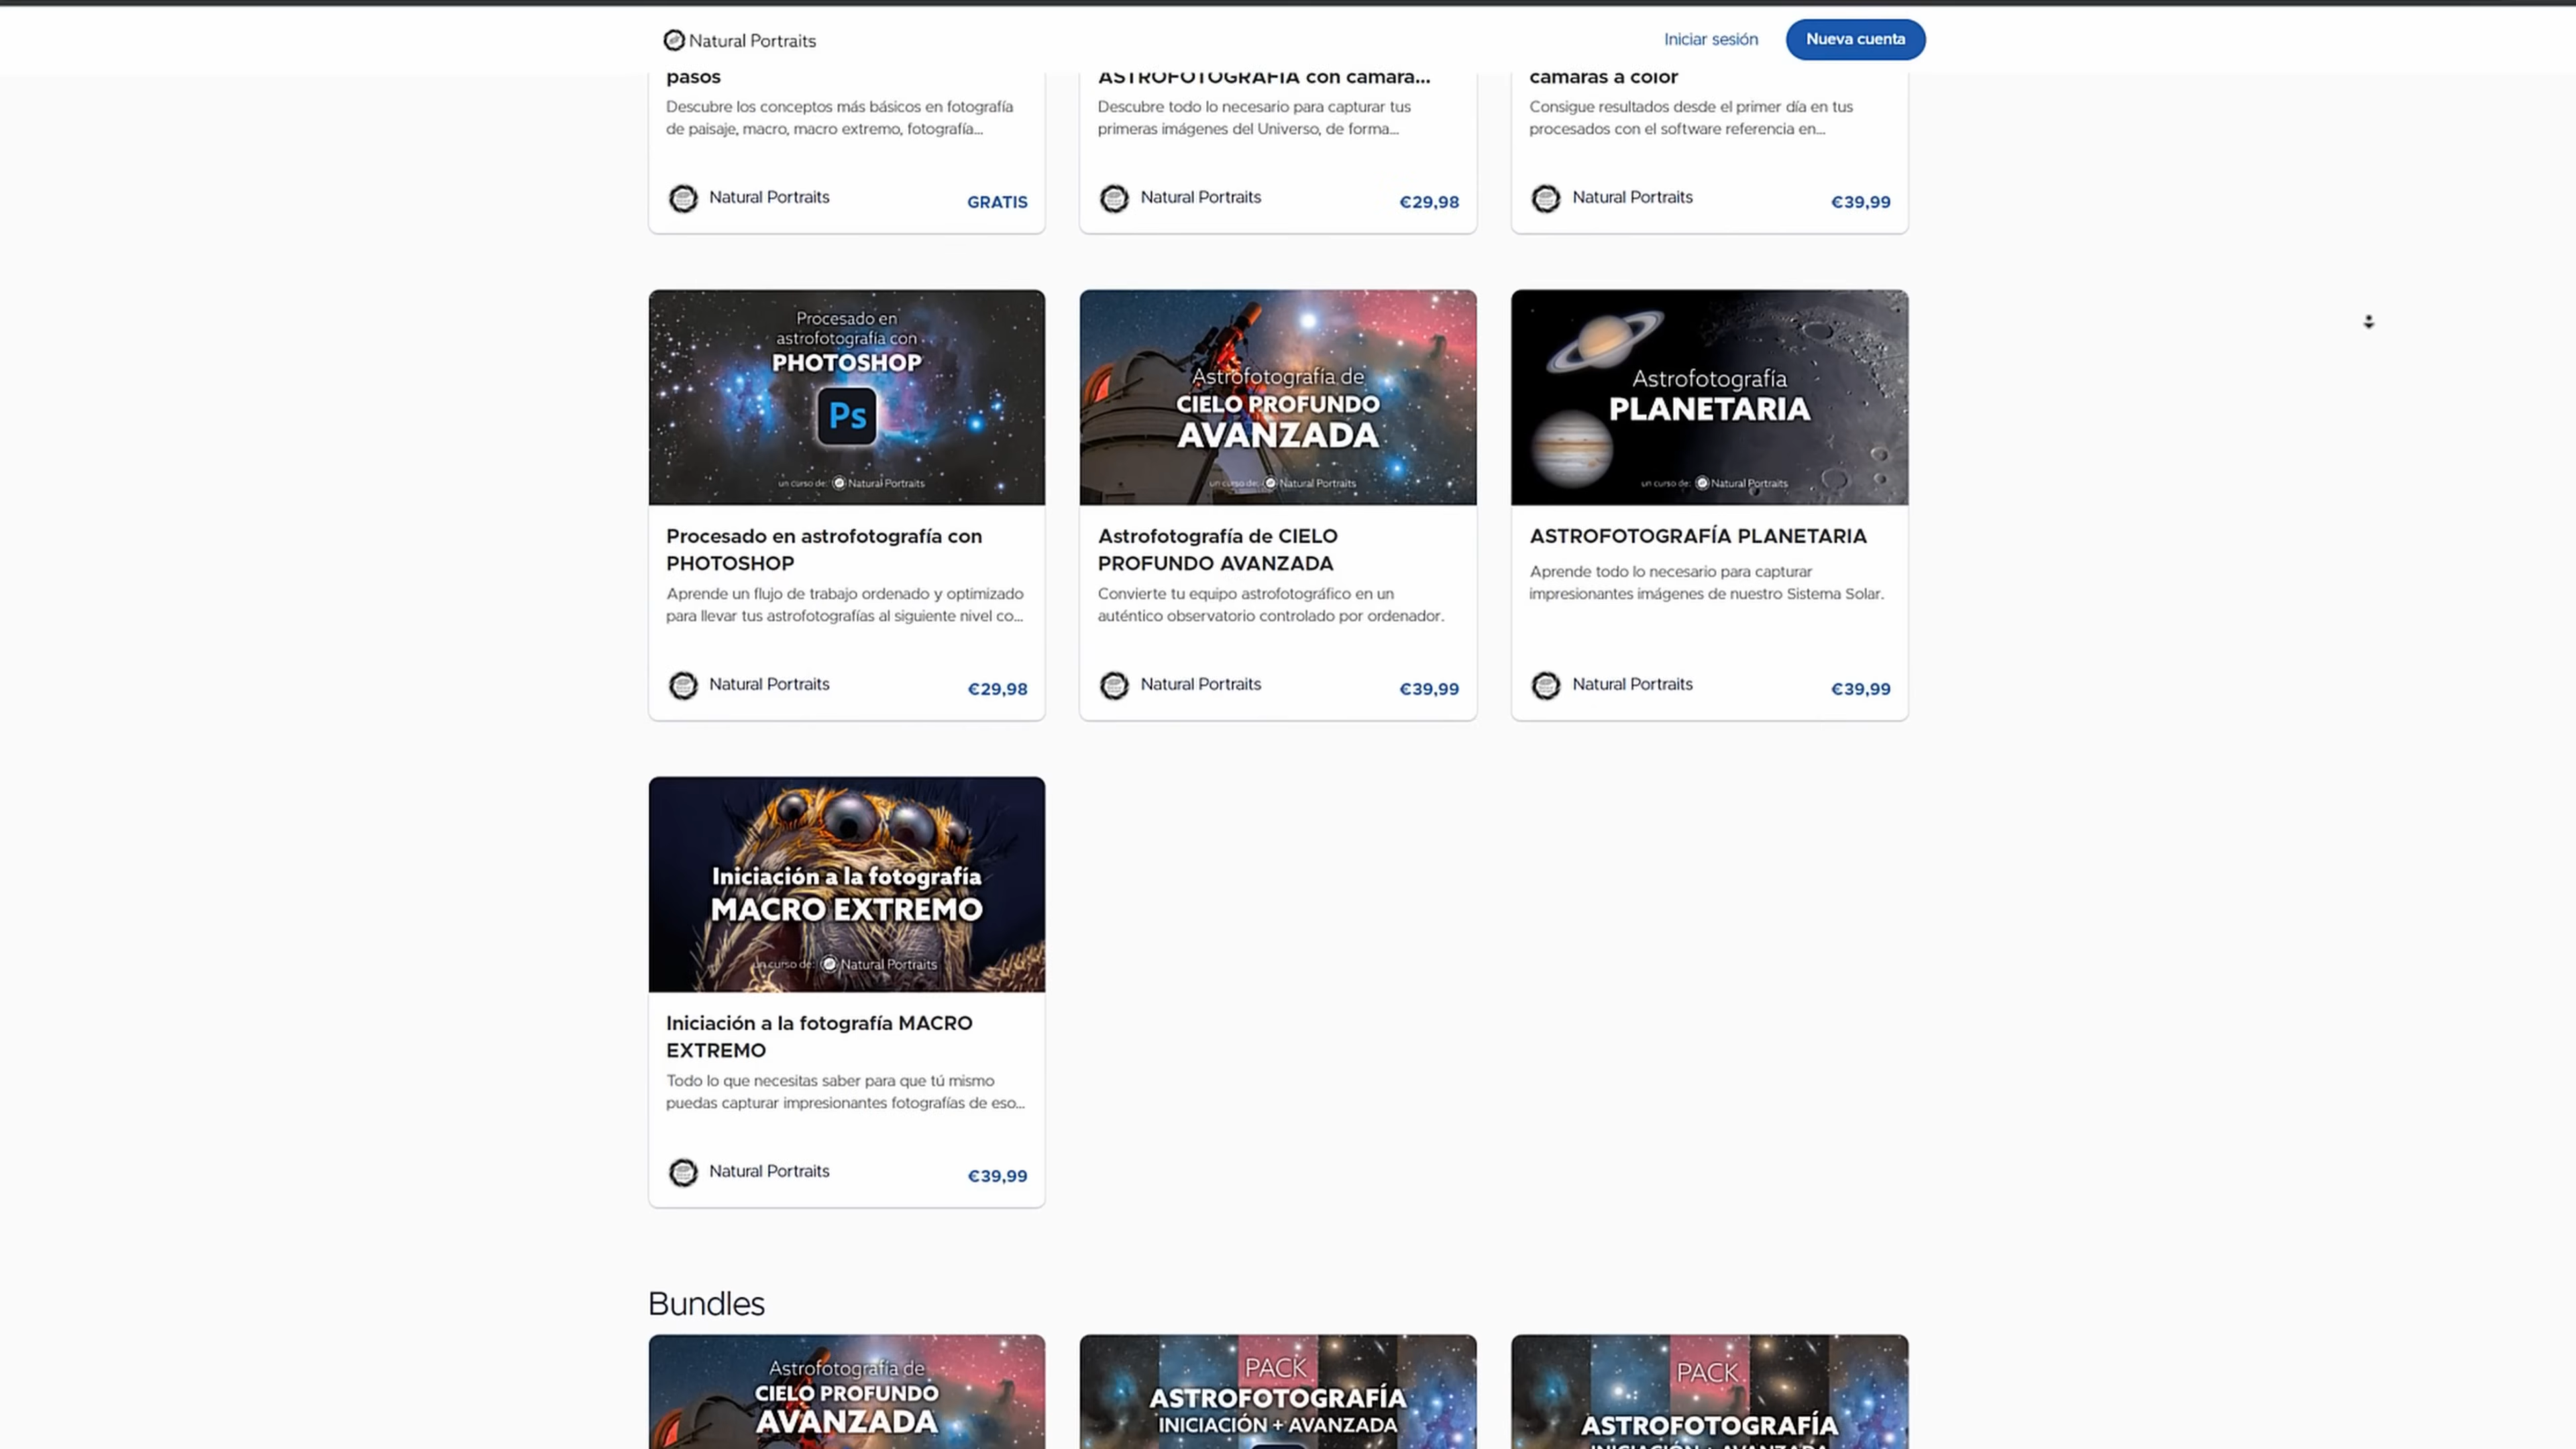 Natural Portraits
Iniciar sesión
Nueva cuenta
pasos
Descubre los conceptos más básicos en fotografía
de paisaje, macro, macro extremo, fotografía...
Natural Portraits
GRATIS
ASTROFOTOGRAFÍA con cámara...
Descubre todo lo necesario para capturar tus
primeras imágenes del Universo, de forma...
Natural Portraits
€29,98
cámaras a color
Consigue resultados desde el primer día en tus
procesados con el software referencia en...
Natural Portraits
€39,99
Procesado en
astrofotografía con
PHOTOSHOP
Ps
un curso de: Natural Portraits
Procesado en astrofotografía con
PHOTOSHOP
Aprende un flujo de trabajo ordenado y optimizado
para llevar tus astrofotografías al siguiente nivel co...
Natural Portraits
€29,98
Astrofotografía de
CIELO PROFUNDO
AVANZADA
un curso de: Natural Portraits
Astrofotografía de CIELO
PROFUNDO AVANZADA
Convierte tu equipo astrofotográfico en un
auténtico observatorio controlado por ordenador.
Natural Portraits
€39,99
Astrofotografía
PLANETARIA
un curso de: Natural Portraits
ASTROFOTOGRAFÍA PLANETARIA
Aprende todo lo necesario para capturar
impresionantes imágenes de nuestro Sistema Solar.
Natural Portraits
€39,99
Iniciación a la fotografía
MACRO EXTREMO
un curso de: Natural Portraits
Iniciación a la fotografía MACRO
EXTREMO
Todo lo que necesitas saber para que tú mismo
puedas capturar impresionantes fotografías de eso...
Natural Portraits
€39,99
Bundles
Astrofotografía de
CIELO PROFUNDO
AVANZADA
PACK
ASTROFOTOGRAFÍA
INICIACIÓN + AVANZADA
PACK
ASTROFOTOGRAFÍA
INICIACIÓN + AVANZADA